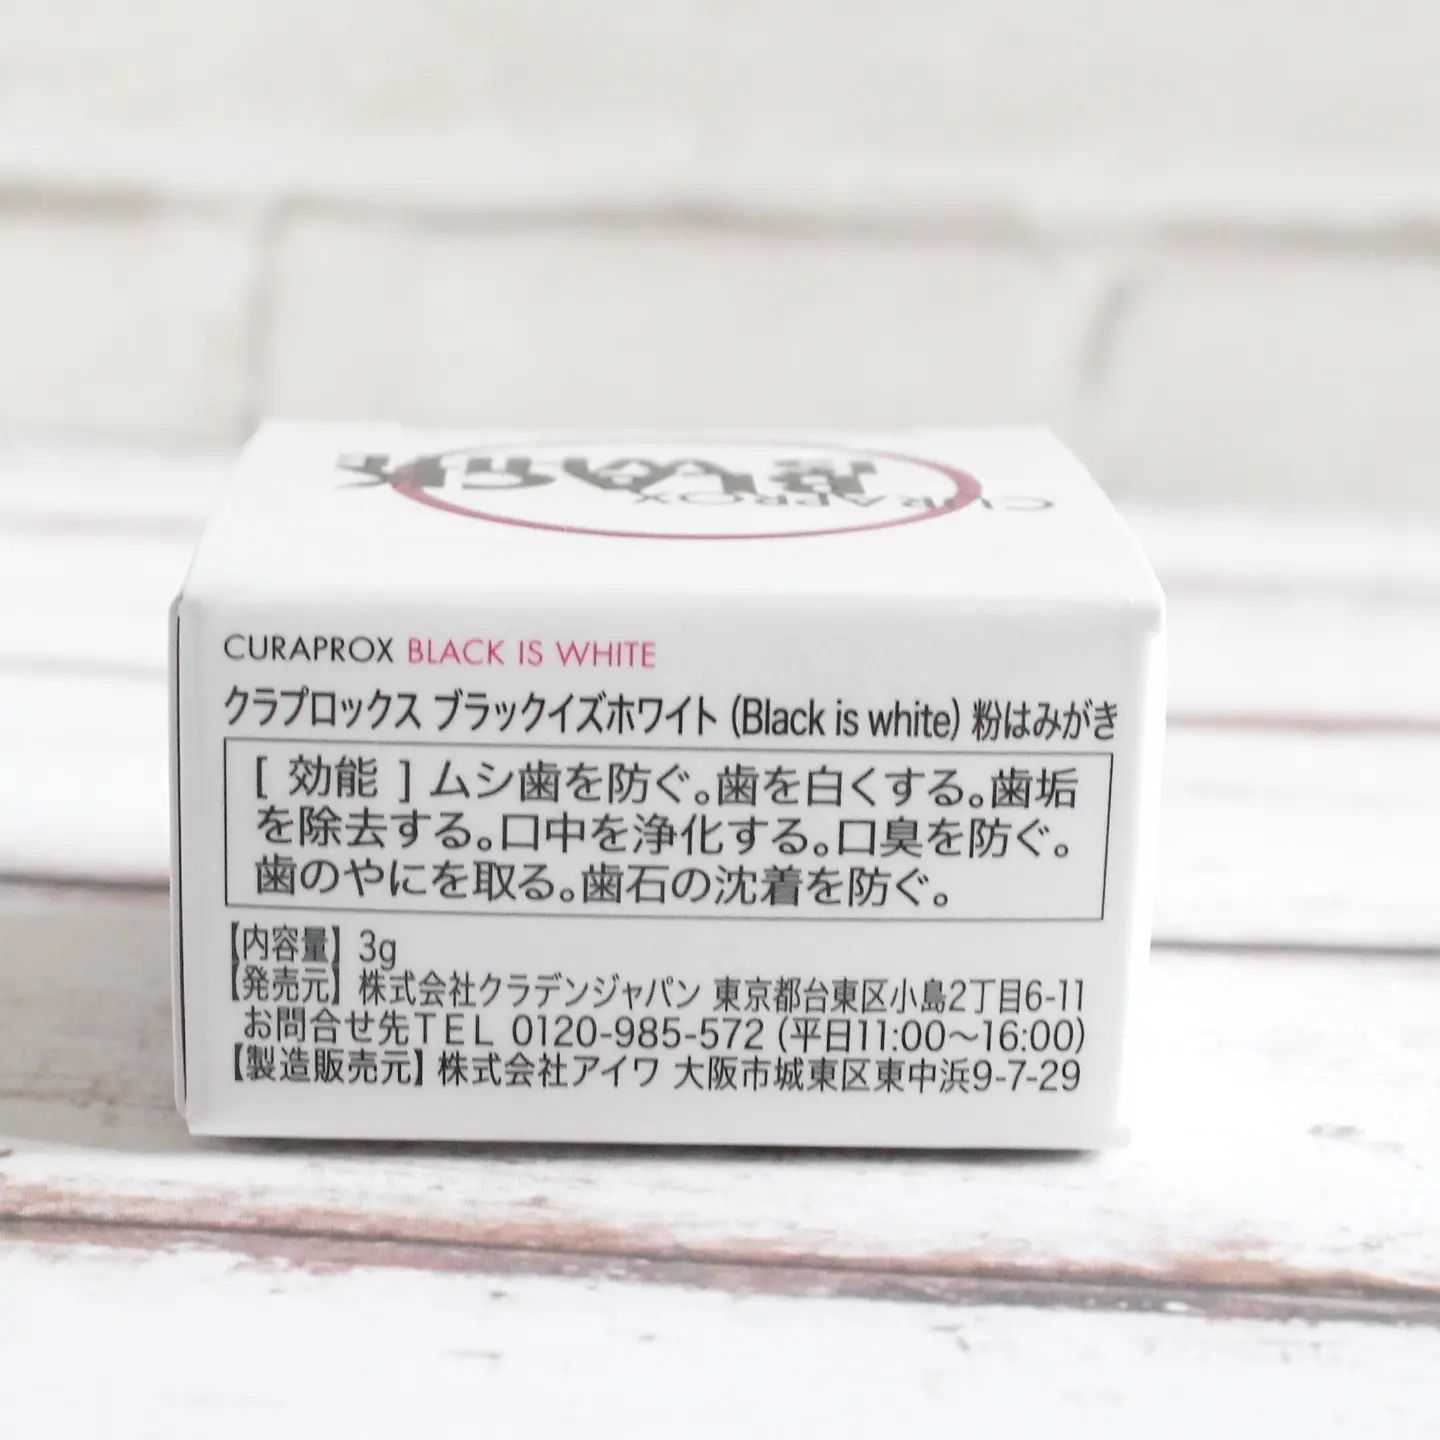 BLACK
IS WHITE
CURAPROX
CURAPROX BLACK IS WHITE
クラプロックス ブラックイズホワイト (Black is white) 粉はみがき
[ 効能 ] ムシ歯を防ぐ。歯を白くする。歯垢
を除去する。口中を浄化する。口臭を防ぐ。
歯のやにを取る。歯石の沈着を防ぐ。
【内容量】 3g
【発売元】 株式会社クラデンジャパン 東京都台東区小島2丁目6-11
お問合せ先TEL 0120-985-572 (平日11:00〜16:00)
【製造販売元】 株式会社アイワ 大阪市城東区東中浜9-7-29